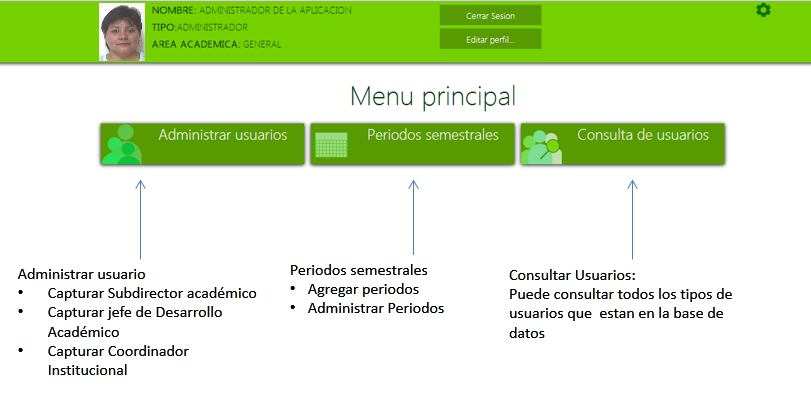 NOMBRE: ADMINISTRADOR DE LA APLICACION
TIPO:ADMINISTRADOR
AREA ACADEMICA: GENERAL
Cerrar Sesion
Editar perfil...
Menu principal
Administrar usuarios
Periodos semestrales
Consulta de usuarios
Administrar usuario
• Capturar Subdirector académico
• Capturar jefe de Desarrollo
Académico
• Capturar Coordinador
Institucional
Periodos semestrales
• Agregar periodos
• Administrar Periodos
Consultar Usuarios:
Puede consultar todos los tipos de
usuarios que estan en la base de
datos